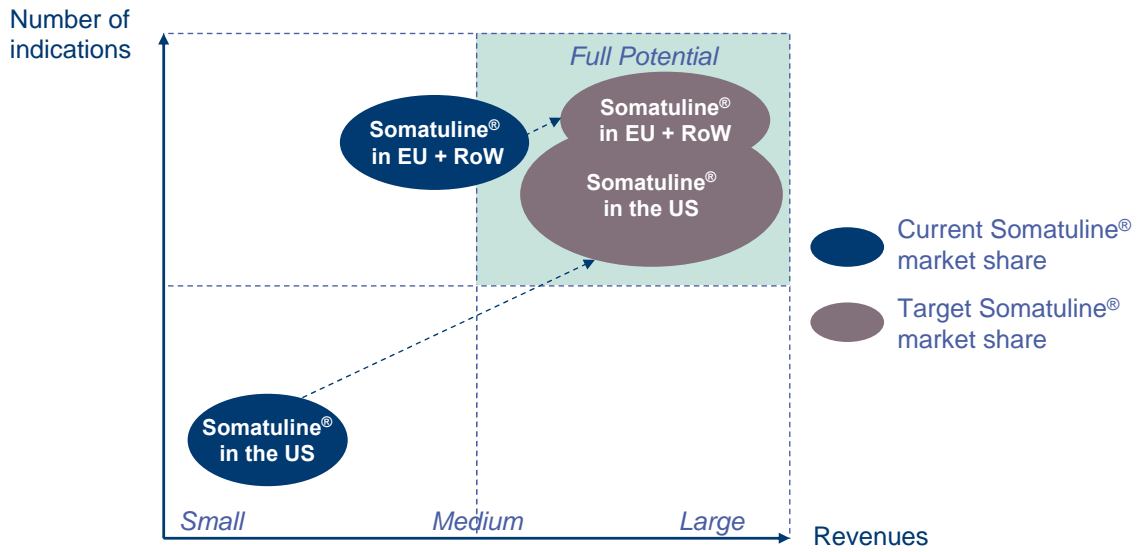 Number of
indications
Full Potential
Somatuline®
in EU + RoW
Somatuline®
in EU + RoW
Somatuline®
in the US
Current Somatuline®
market share
Target Somatuline®
market share
Somatuline®
in the US
Small
Medium
Large
Revenues